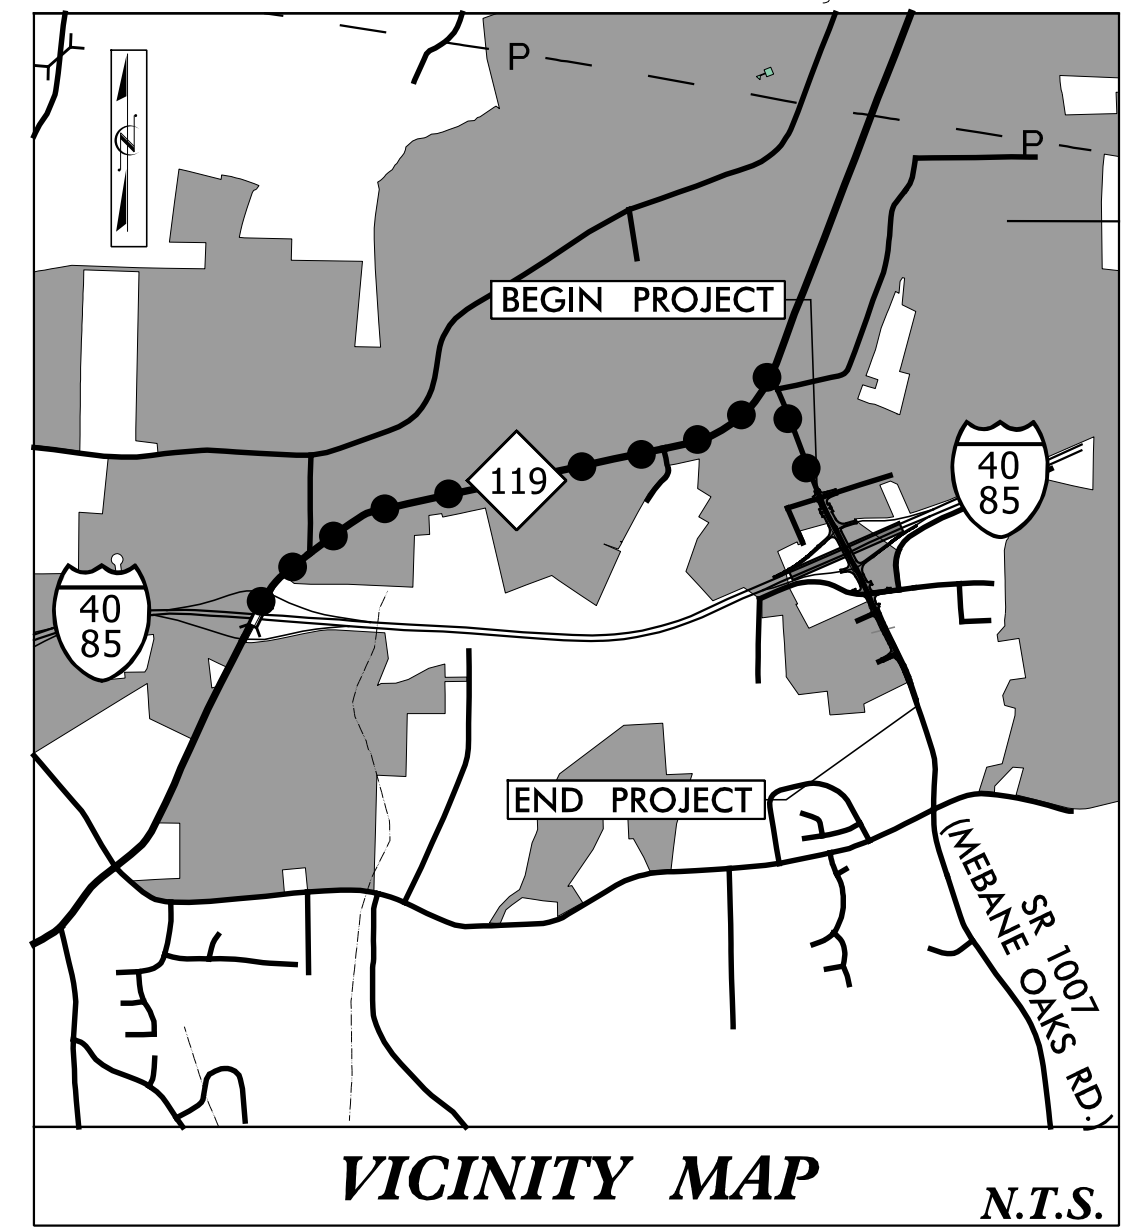 P
P
N
BEGIN PROJECT
119
40
85
40
85
END PROJECT
SR 1007
(MEBANE OAKS RD.)
VICINITY MAP
N.T.S.